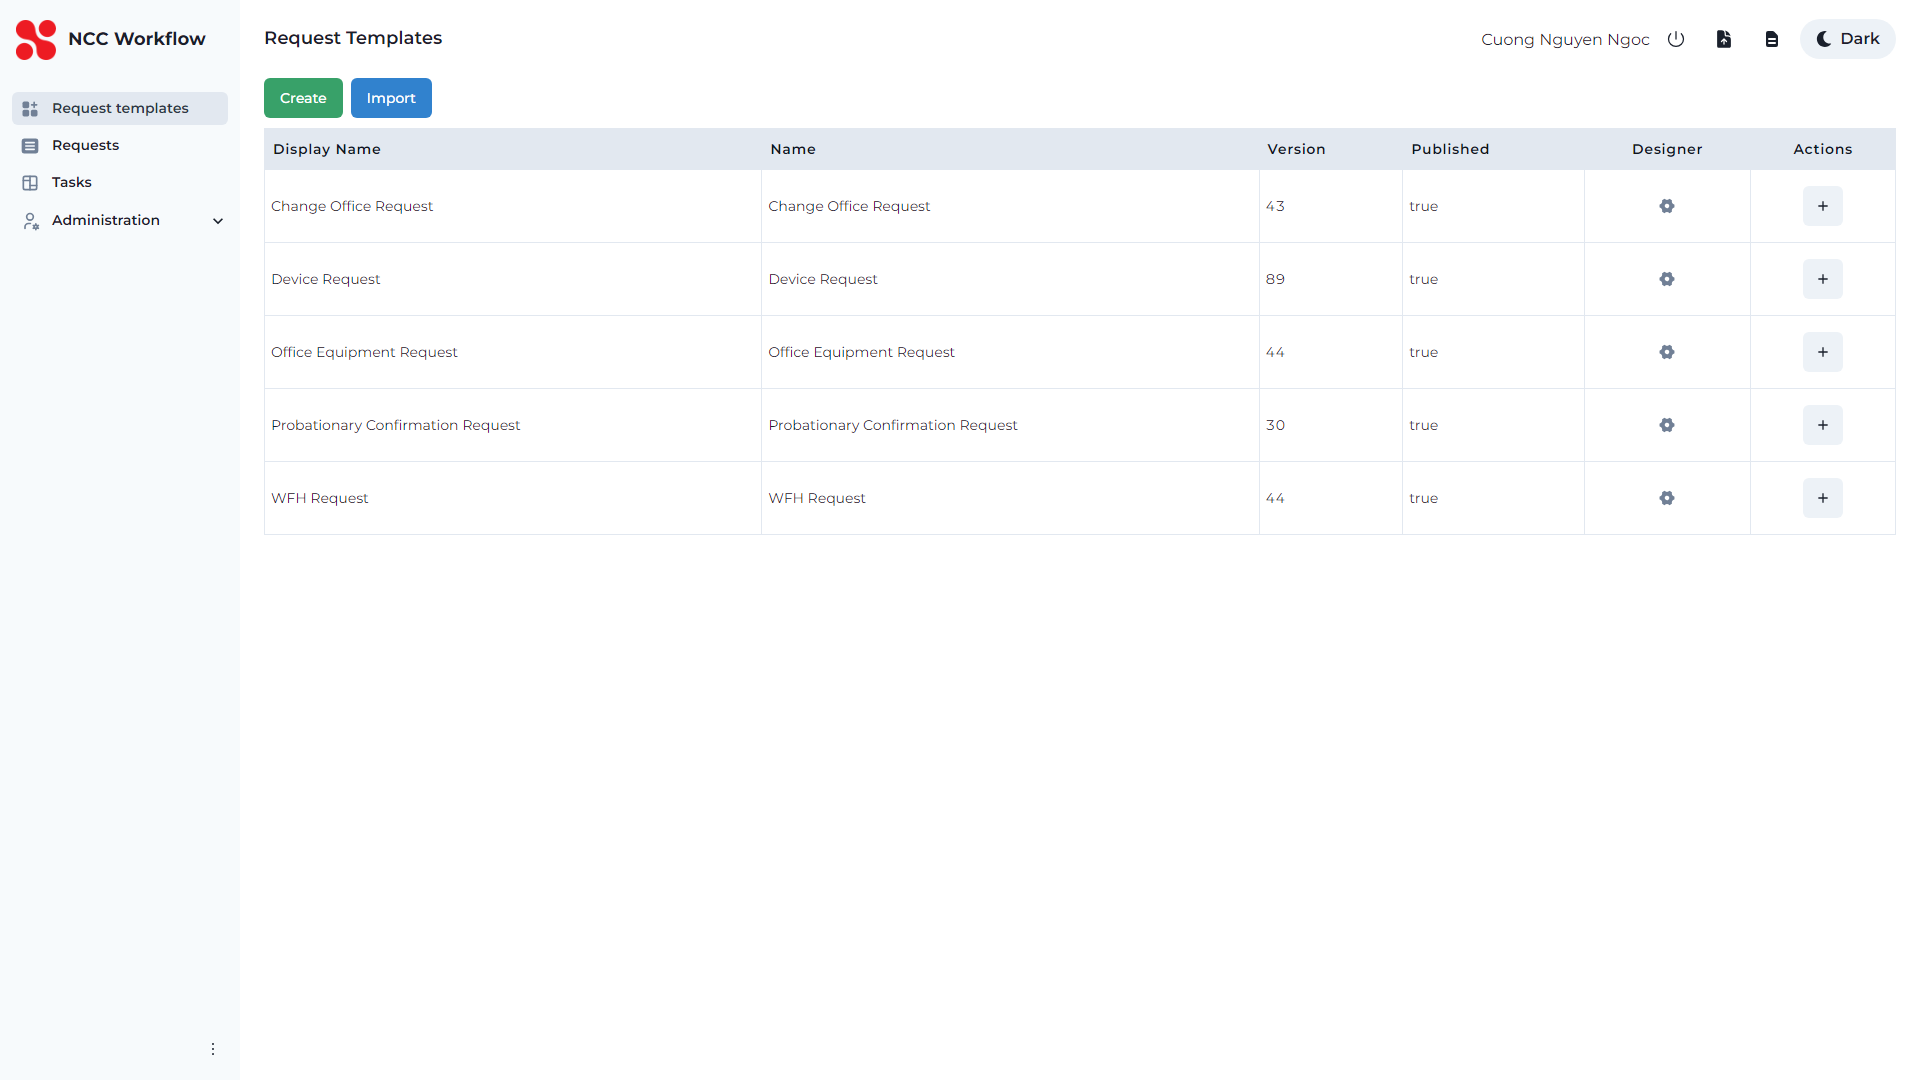 NCC Workflow
Request templates
Requests
Tasks
Administration
Request Templates
Cuong Nguyen Ngoc
Dark
Create
Import
Display Name Name Version Published Designer Actions
Change Office Request Change Office Request 43 true
Device Request Device Request 89 true
Office Equipment Request Office Equipment Request 44 true
Probationary Confirmation Request Probationary Confirmation Request 30 true
WFH Request WFH Request 44 true